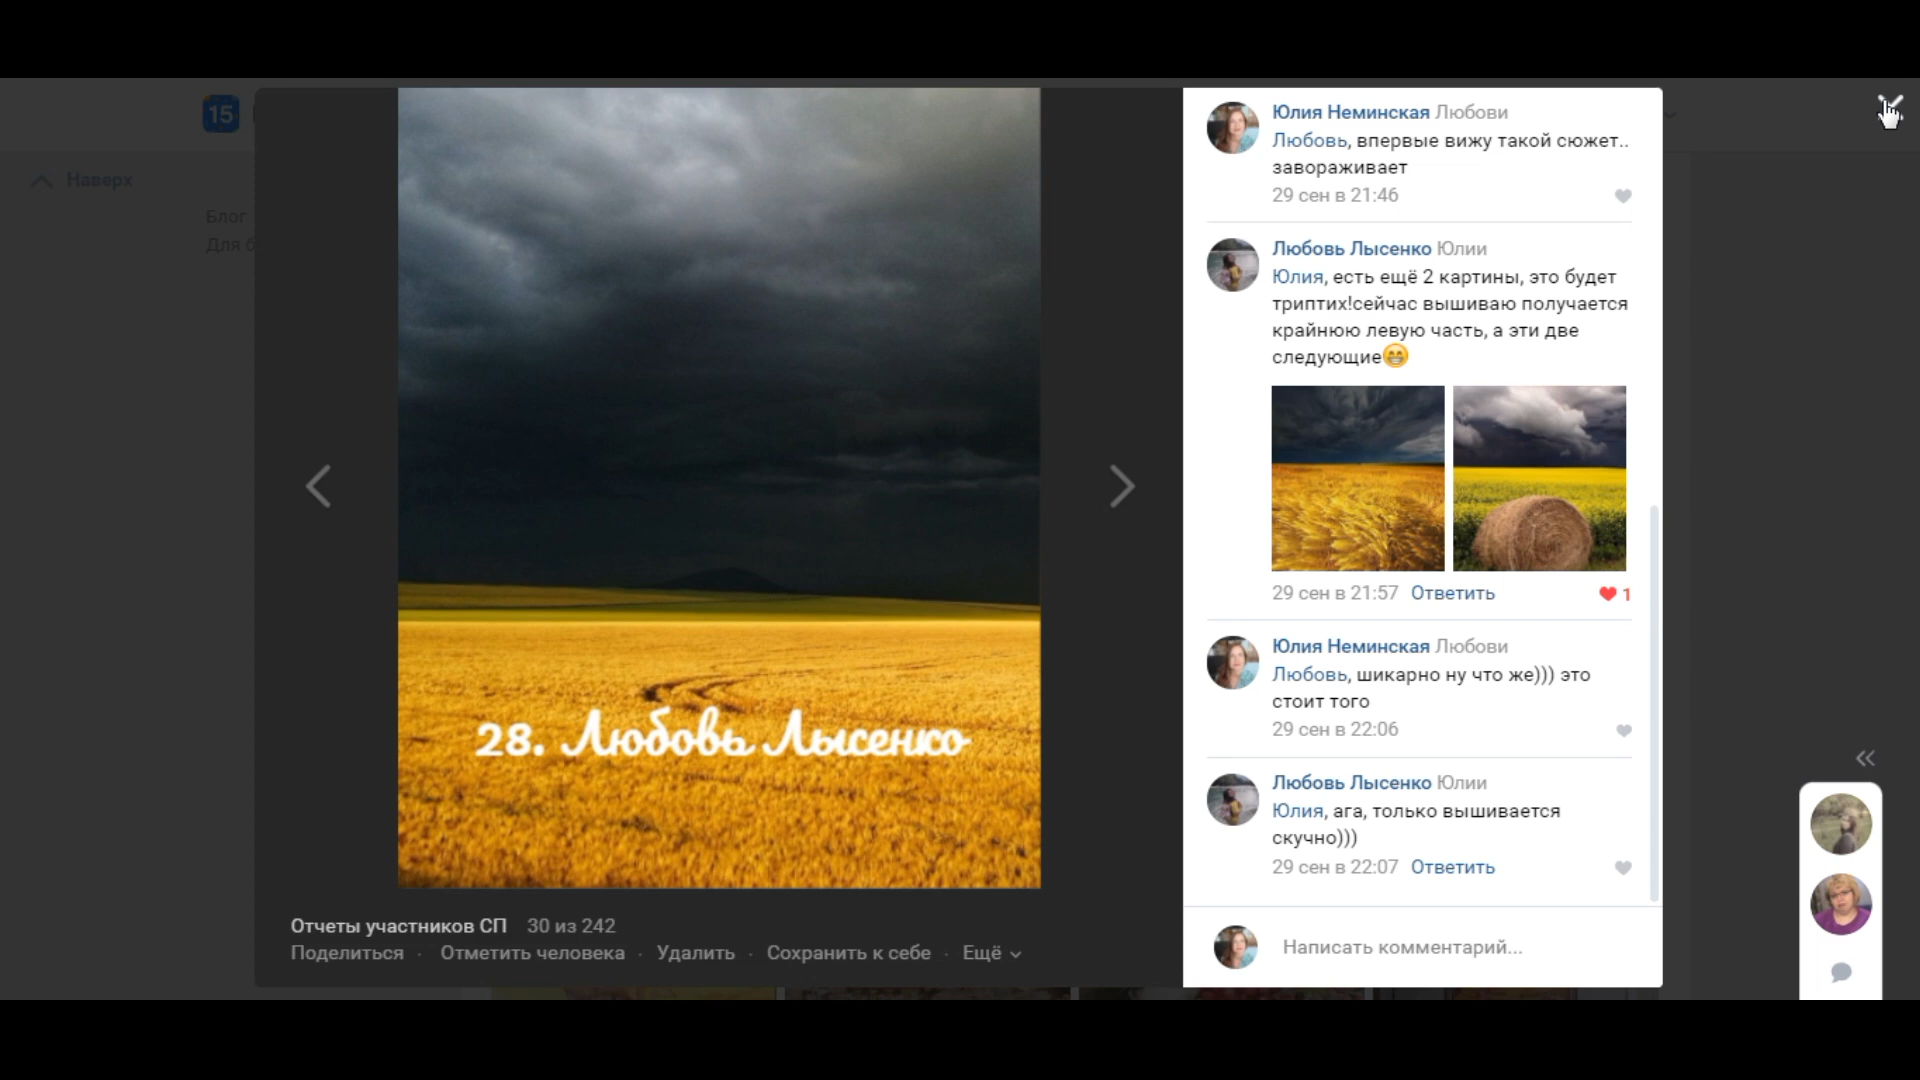 15
Наверх
Блог
Для б
28. Любовь Лысенко
Отчеты участников СП 30 из 242
Поделиться · Отметить человека · Удалить · Сохранить к себе · Ещё
Юлия Неминская Любови
Любовь, впервые вижу такой сюжет..
завораживает
29 сен в 21:46
Любовь Лысенко Юлии
Юлия, есть ещё 2 картины, это будет
триптих!сейчас вышиваю получается
крайнюю левую часть, а эти две
следующие😁
29 сен в 21:57 Ответить 1
Юлия Неминская Любови
Любовь, шикарно ну что же))) это
стоит того
29 сен в 22:06
Любовь Лысенко Юлии
Юлия, ага, только вышивается
скучно)))
29 сен в 22:07 Ответить
Написать комментарий...